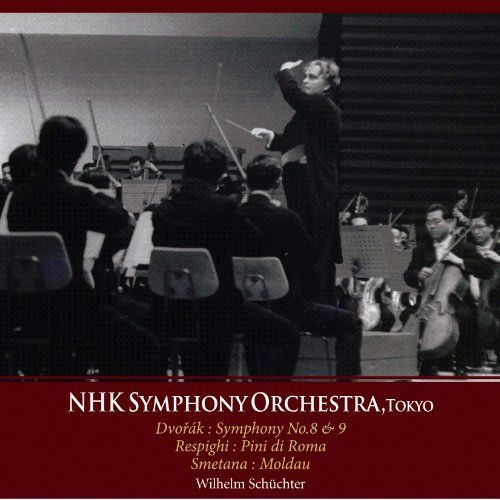 NHK SYMPHONY ORCHESTRA, TOKYO
Dvořák : Symphony No.8 & 9
Respighi : Pini di Roma
Smetana : Moldau
Wilhelm Schüchter